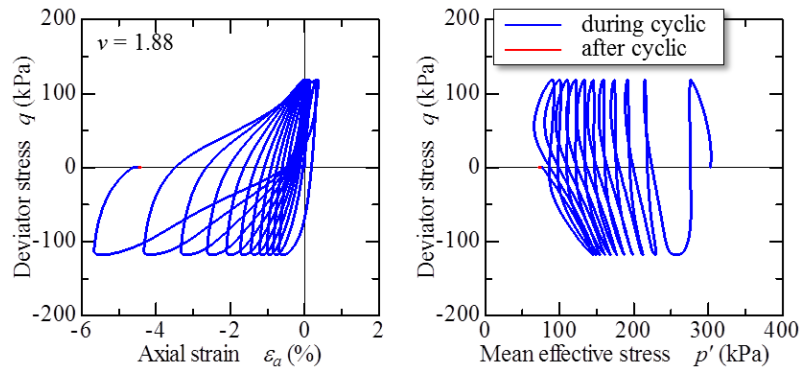 200
100
0
-100
-200
Deviator stress q (kPa)
v = 1.88
-6 -4 -2 0 2
Axial strain εa (%)
during cyclic
after cyclic
200
100
0
-100
-200
Deviator stress q (kPa)
0 100 200 300 400
Mean effective stress p′ (kPa)